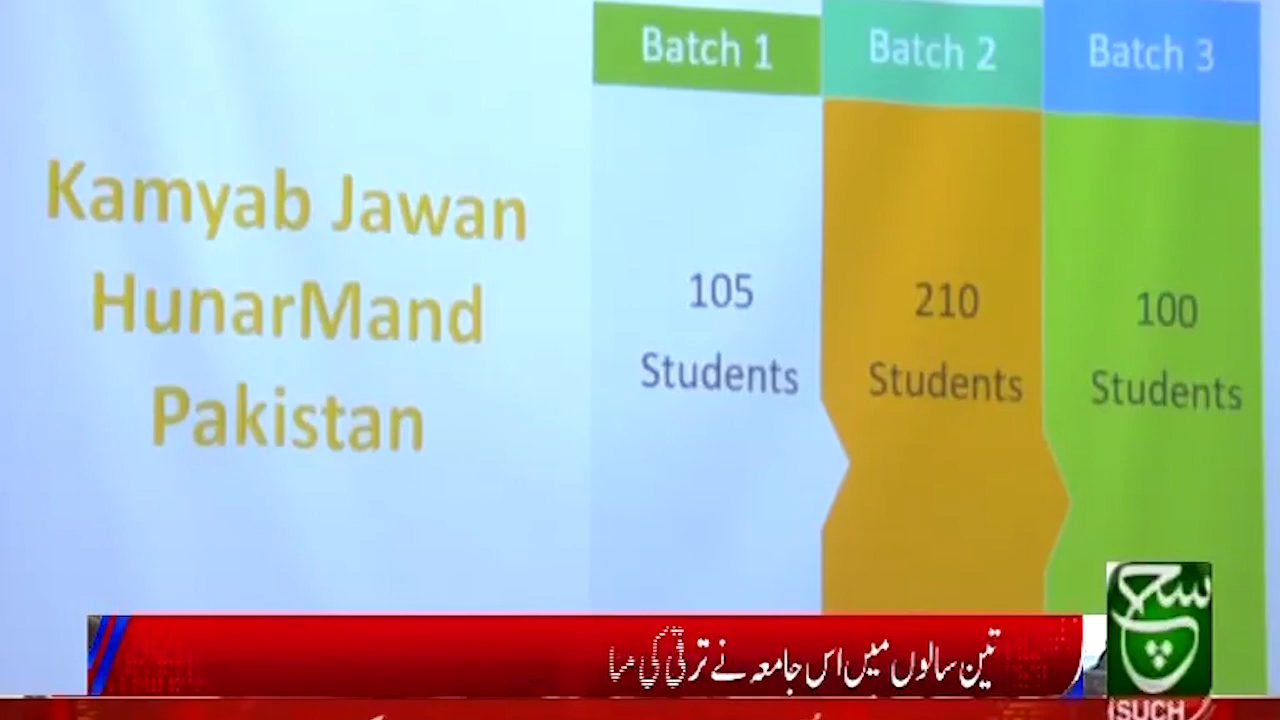 Kamyab Jawan
HunarMand
Pakistan
Batch 1
105
Students
Batch 2
210
Students
Batch 3
100
Students
تین سالوں میں اس جامعہ نے ترقی کی
سچ
SUCH